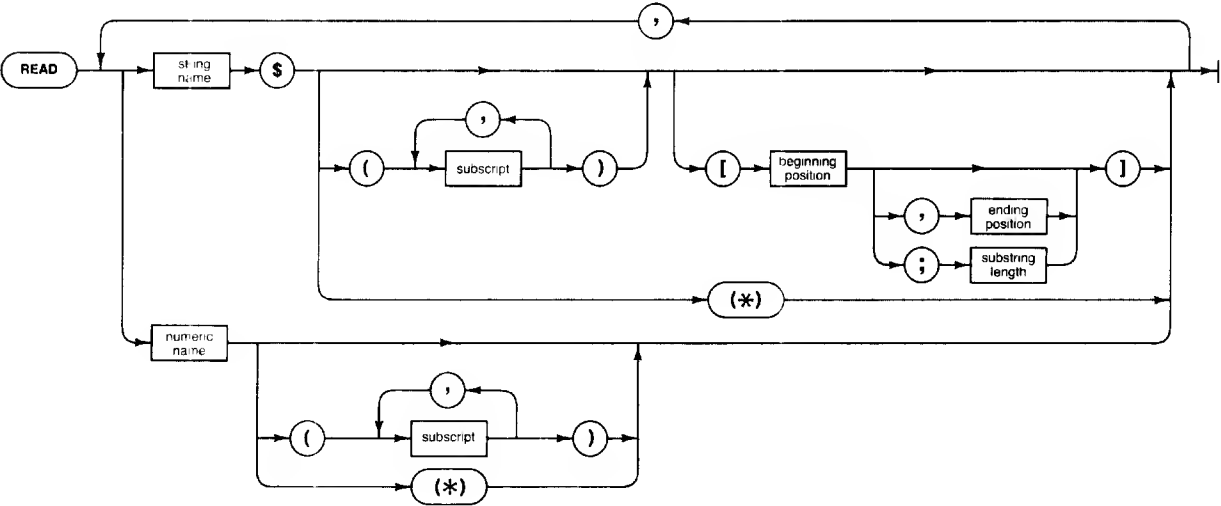 ,
READ
string
name
$
,
(
subscript
)
[
beginning
position
]
,
ending
position
;
substring
length
(*)
numeric
name
,
(
subscript
)
(*)